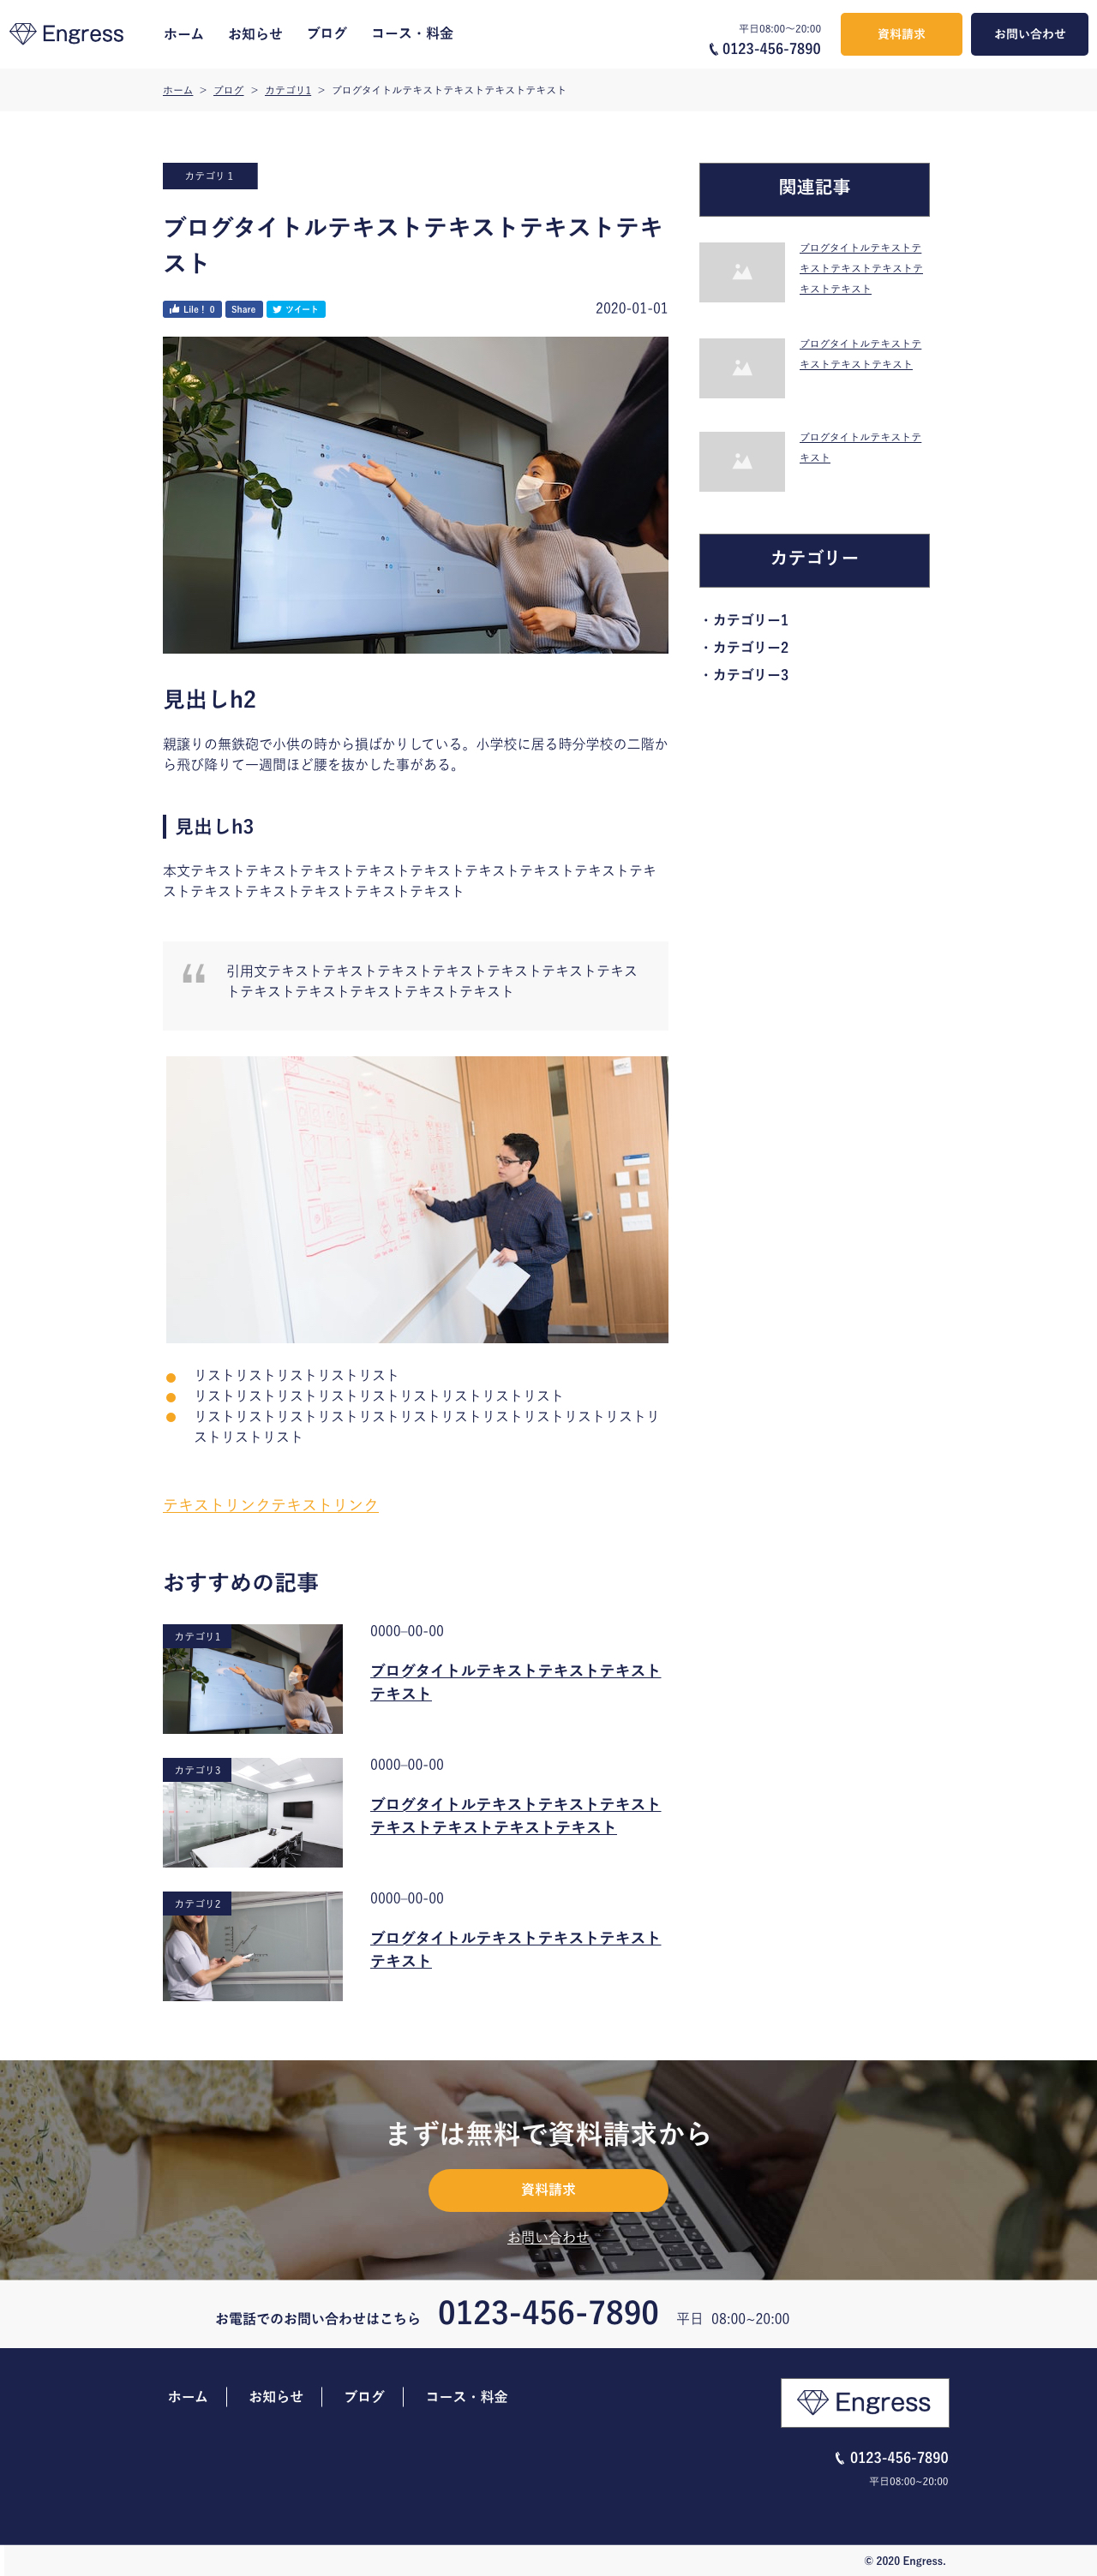 Engress
ホーム お知らせ ブログ コース・料金
平日08:00〜20:00
0123-456-7890
資料請求
お問い合わせ
ホーム > ブログ > カテゴリ1 > ブログタイトルテキストテキストテキストテキスト
カテゴリ 1
ブログタイトルテキストテキストテキストテキ
スト
Lile！ 0 Share ツイート
2020-01-01
見出しh2
親譲りの無鉄砲で小供の時から損ばかりしている。小学校に居る時分学校の二階か
ら飛び降りて一週間ほど腰を抜かした事がある。
見出しh3
本文テキストテキストテキストテキストテキストテキストテキストテキストテキ
ストテキストテキストテキストテキストテキスト
引用文テキストテキストテキストテキストテキストテキストテキス
トテキストテキストテキストテキストテキスト
リストリストリストリストリスト
リストリストリストリストリストリストリストリストリスト
リストリストリストリストリストリストリストリストリストリストリストリ
ストリストリスト
テキストリンクテキストリンク
おすすめの記事
カテゴリ1
0000–00-00
ブログタイトルテキストテキストテキスト
テキスト
カテゴリ3
0000–00-00
ブログタイトルテキストテキストテキスト
テキストテキストテキストテキスト
カテゴリ2
0000–00-00
ブログタイトルテキストテキストテキスト
テキスト
関連記事
ブログタイトルテキストテ
キストテキストテキストテ
キストテキスト
ブログタイトルテキストテ
キストテキストテキスト
ブログタイトルテキストテ
キスト
カテゴリー
・カテゴリー1
・カテゴリー2
・カテゴリー3
まずは無料で資料請求から
資料請求
お問い合わせ
お電話でのお問い合わせはこちら 0123-456-7890 平日 08:00~20:00
ホーム お知らせ ブログ コース・料金
Engress
0123-456-7890
平日08:00~20:00
© 2020 Engress.